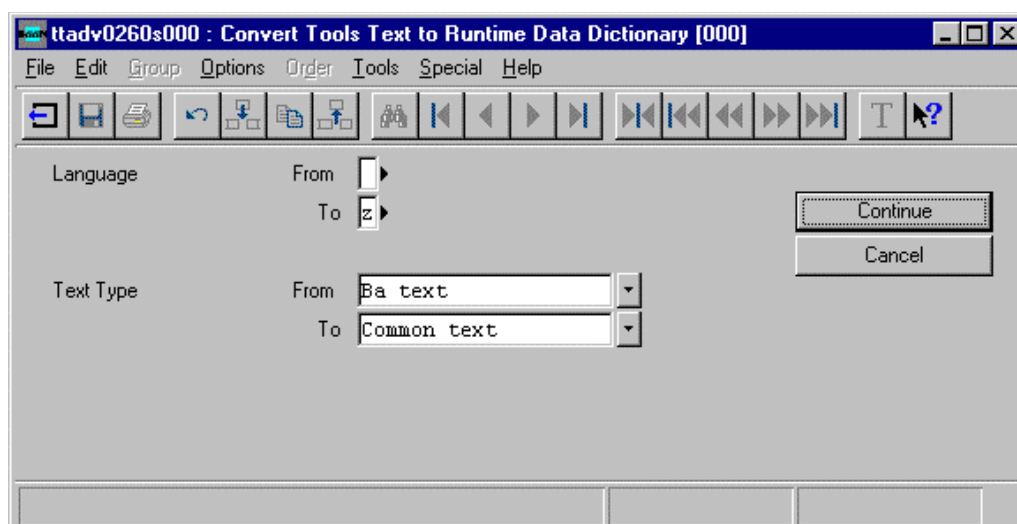 ttadv0260s000 : Convert Tools Text to Runtime Data Dictionary [000]
File Edit Group Options Order Tools Special Help
T ?
Language From
To z
Continue
Cancel
Text Type From Ba text
To Common text